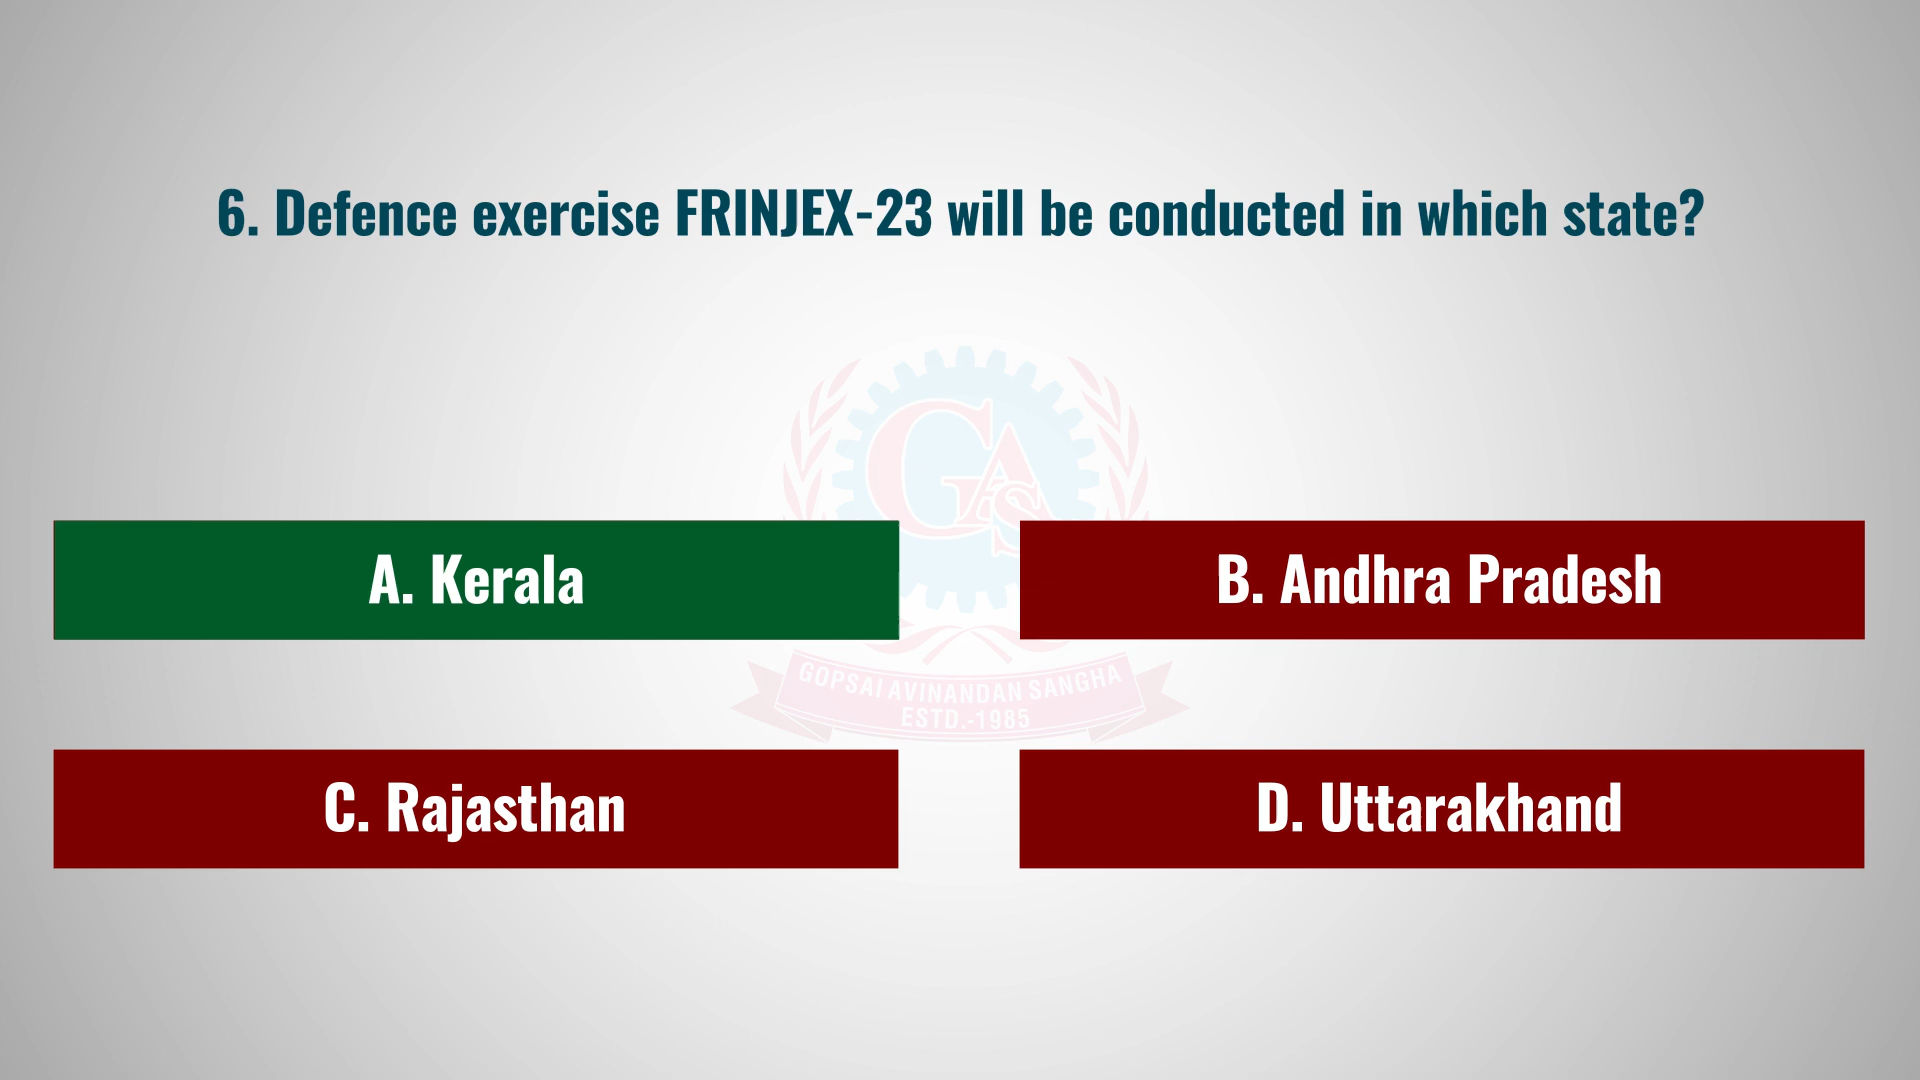 6. Defence exercise FRINJEX-23 will be conducted in which state?
GAS
A. Kerala
B. Andhra Pradesh
GOPSAI AVINANDAN SANGHA
ESTD.-1985
C. Rajasthan
D. Uttarakhand